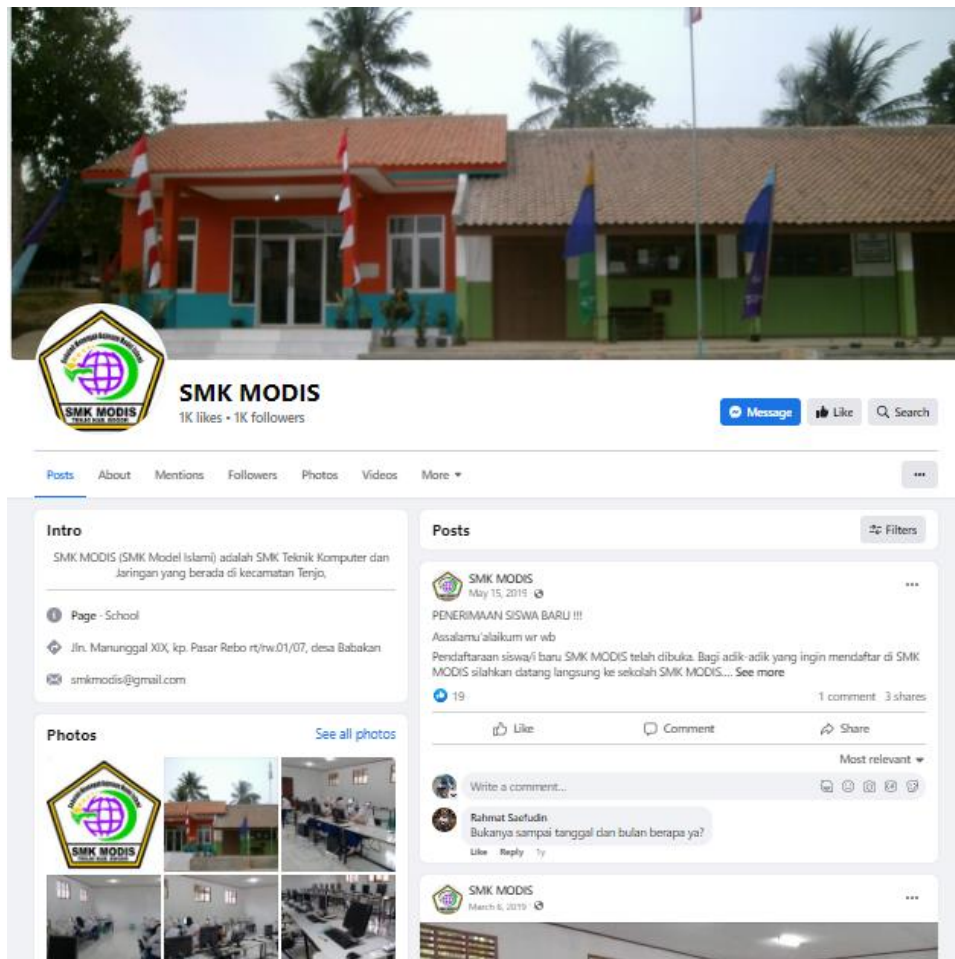 SMK MODIS
SMK MODIS
1K likes • 1K followers
Message
Like
Search
Posts
About
Mentions
Followers
Photos
Videos
More
Intro
SMK MODIS (SMK Model Islami) adalah SMK Teknik Komputer dan
Jaringan yang berada di kecamatan Tenjo,
Page · School
Jln. Manunggal XIX, kp. Pasar Rebo rt/rw.01/07, desa Babakan
smkmodis@gmail.com
Photos
See all photos
SMK MODIS
Posts
Filters
SMK MODIS
May 15, 2019
PENERIMAAN SISWA BARU !!!
Assalamu'alaikum wr wb
Pendaftaraan siswa/i baru SMK MODIS telah dibuka. Bagi adik-adik yang ingin mendaftar di SMK
MODIS silahkan datang langsung ke sekolah SMK MODIS.... See more
19
1 comment 3 shares
Like
Comment
Share
Most relevant
Write a comment...
Rahmat Saefudin
Bukanya sampai tanggal dan bulan berapa ya?
Like Reply 1y
SMK MODIS
March 6, 2019